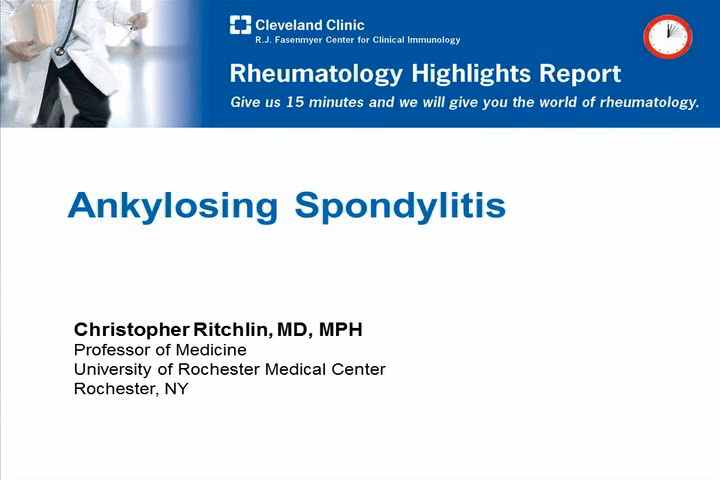 Cleveland Clinic
R.J. Fasenmyer Center for Clinical Immunology
Rheumatology Highlights Report
Give us 15 minutes and we will give you the world of rheumatology.
Ankylosing Spondylitis
Christopher Ritchlin, MD, MPH
Professor of Medicine
University of Rochester Medical Center
Rochester, NY